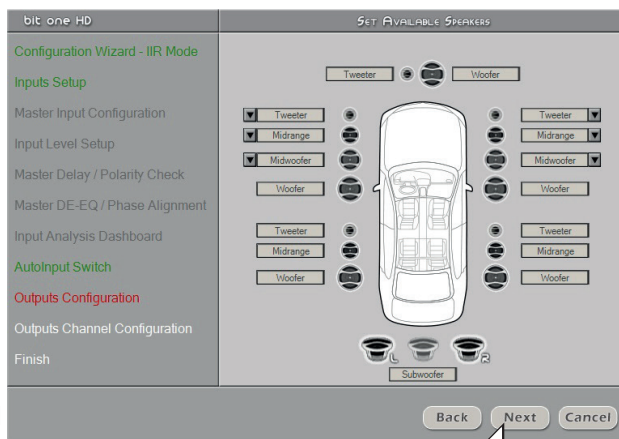 bit one HD
Set Available Speakers
Configuration Wizard - IIR Mode
Inputs Setup
Master Input Configuration
Input Level Setup
Master Delay / Polarity Check
Master DE-EQ / Phase Alignment
Input Analysis Dashboard
AutoInput Switch
Outputs Configuration
Outputs Channel Configuration
Finish
Tweeter
Woofer
Tweeter
Tweeter
Midrange
Midrange
Midwoofer
Midwoofer
Woofer
Woofer
Tweeter
Tweeter
Midrange
Midrange
Woofer
Woofer
L
R
Subwoofer
Back
Next
Cancel